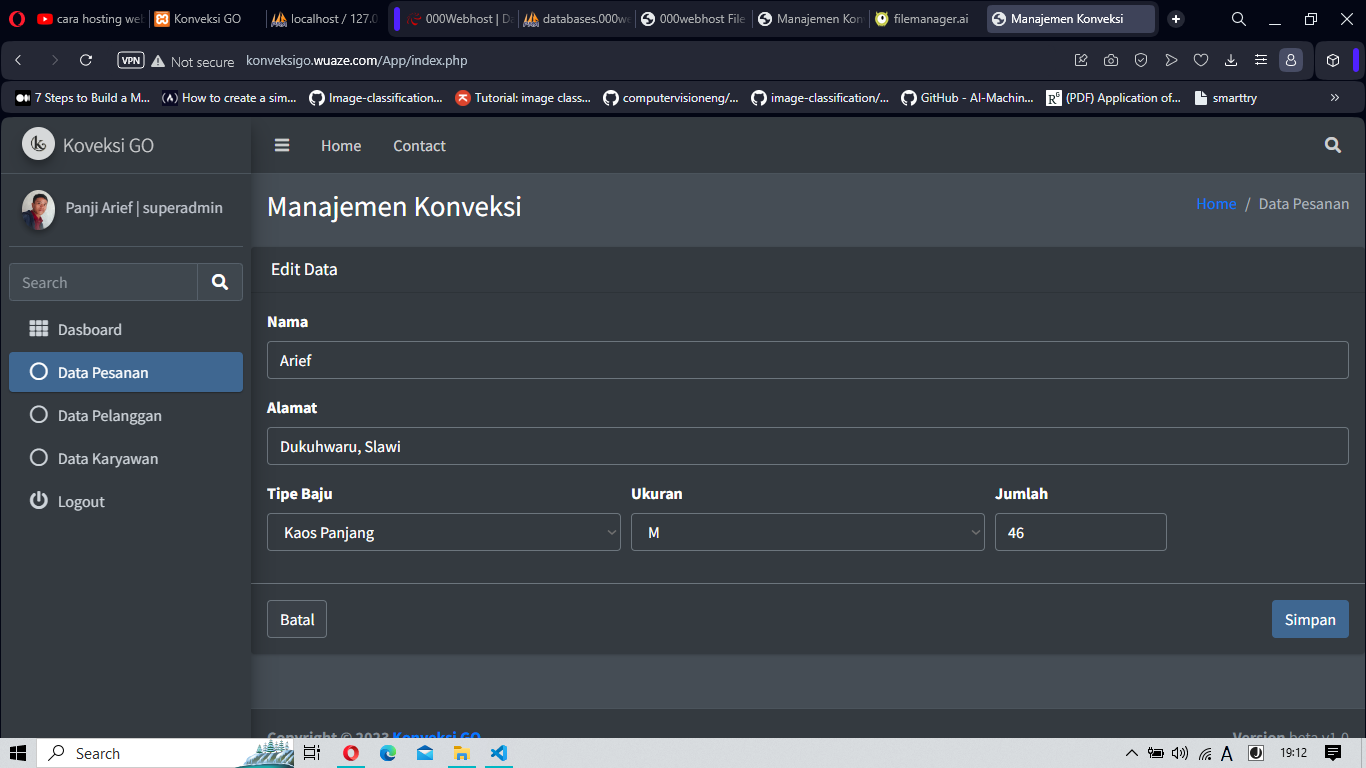 cara hosting wel
Konveksi GO
localhost / 127.0
000Webhost | Da
databases.000we
000webhost File
Manajemen Kon
filemanager.ai
Manajemen Konveksi
VPN
Not secure
konveksigo.wuaze.com/App/index.php
7 Steps to Build a M...
How to create a sim...
Image-classification...
Tutorial: image class...
computervisioneng/...
image-classification/...
GitHub - AI-Machin...
(PDF) Application of...
smarttry
Koveksi GO
Home
Contact
Panji Arief | superadmin
Manajemen Konveksi
Home / Data Pesanan
Search
Edit Data
Dasboard
Data Pesanan
Data Pelanggan
Data Karyawan
Logout
Nama
Arief
Alamat
Dukuhwaru, Slawi
Tipe Baju
Ukuran
Jumlah
Kaos Panjang
M
46
Batal
Simpan
Copyright © 2023 Konveksi GO
Version beta v1.0
Search
19:12